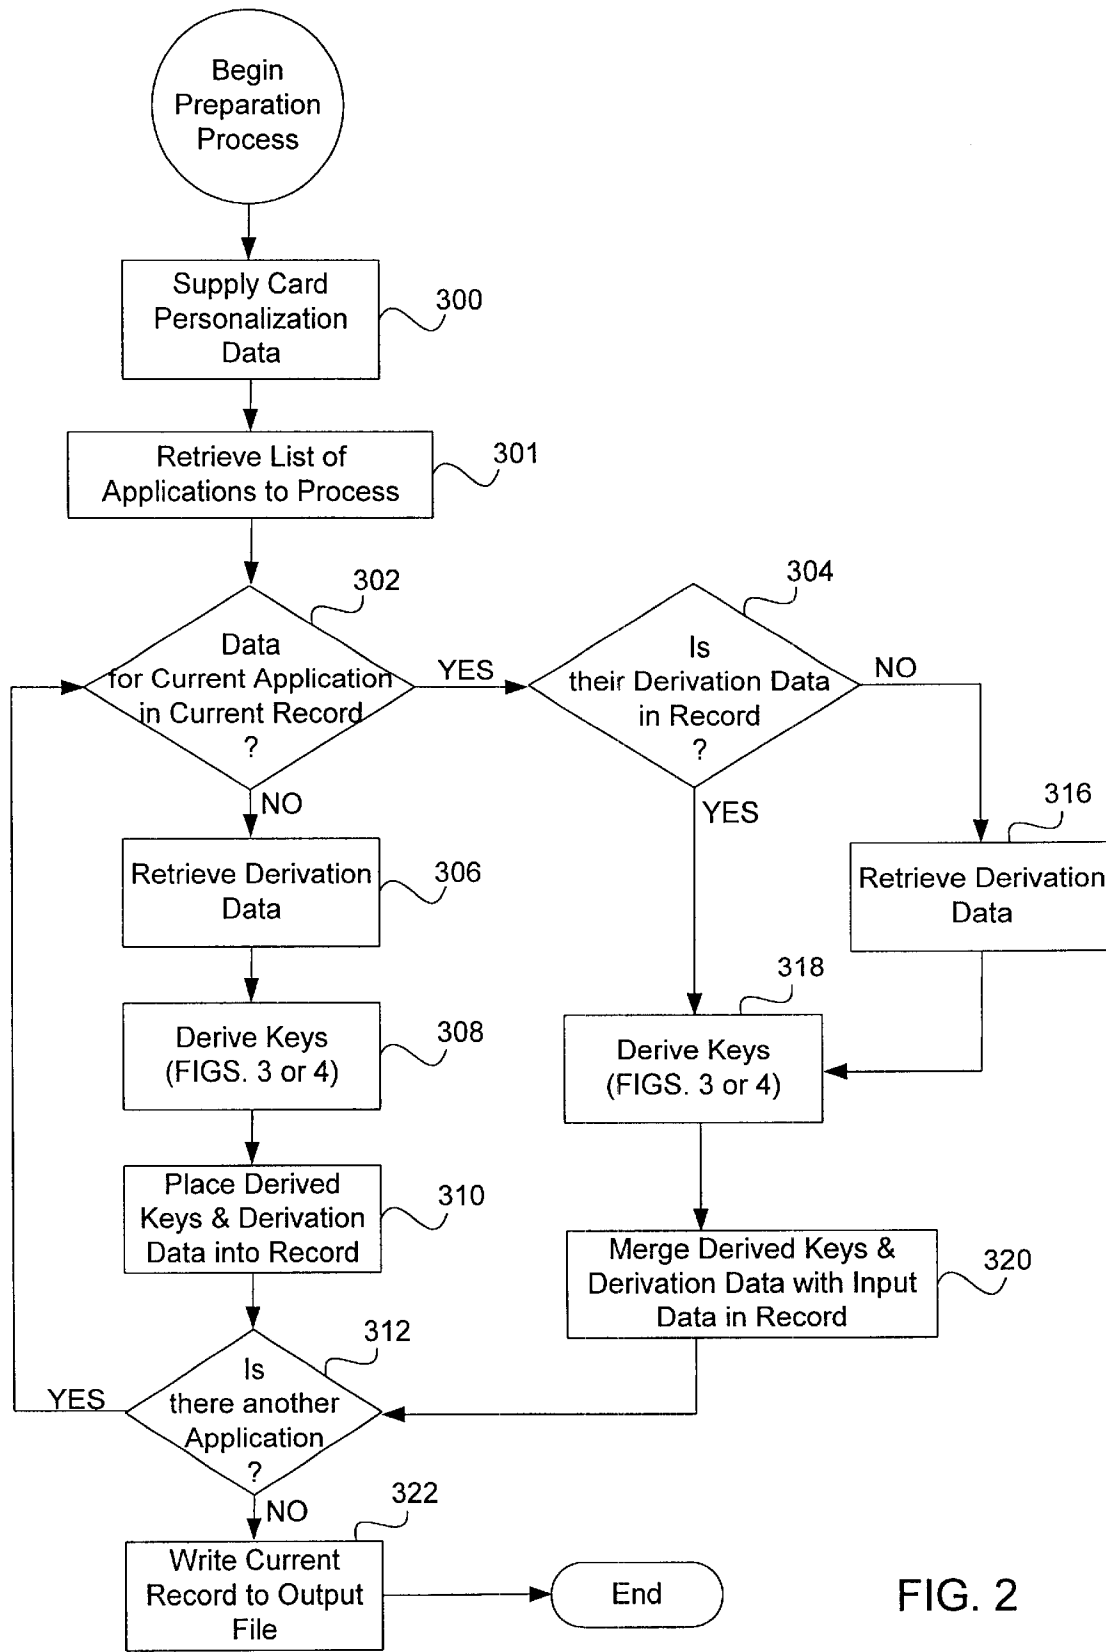 Begin
Preparation
Process
Supply Card
Personalization
Data
300
Retrieve List of
Applications to Process
301
302
Data
for Current Application
in Current Record
?
YES
NO
304
Is
their Derivation Data
in Record
?
NO
YES
Retrieve Derivation
Data
306
316
Retrieve Derivation
Data
Derive Keys
(FIGS. 3 or 4)
308
318
Derive Keys
(FIGS. 3 or 4)
Place Derived
Keys & Derivation
Data into Record
310
Merge Derived Keys &
Derivation Data with Input
Data in Record
320
312
Is
there another
Application
?
YES
NO
322
Write Current
Record to Output
File
End
FIG. 2